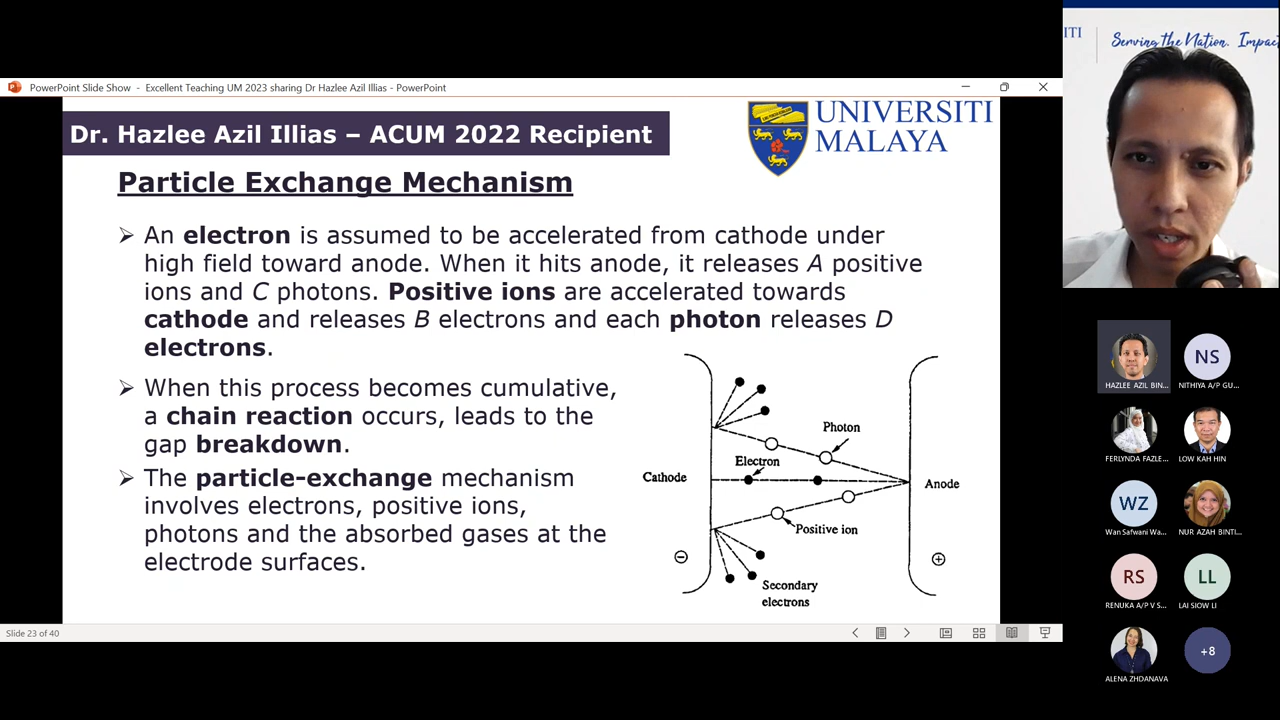 PowerPoint Slide Show - Excellent Teaching UM 2023 sharing Dr Hazlee Azil Illias - PowerPoint
Dr. Hazlee Azil Illias – ACUM 2022 Recipient
UNIVERSITI
MALAYA
Particle Exchange Mechanism
An electron is assumed to be accelerated from cathode under
high field toward anode. When it hits anode, it releases A positive
ions and C photons. Positive ions are accelerated towards
cathode and releases B electrons and each photon releases D
electrons.
When this process becomes cumulative,
a chain reaction occurs, leads to the
gap breakdown.
The particle-exchange mechanism
involves electrons, positive ions,
photons and the absorbed gases at the
electrode surfaces.
Photon
Electron
Cathode
Anode
Positive ion
Secondary
electrons
Slide 23 of 40
ITI
Serving the Nation. Impac
HAZLEE AZIL BIN...
NS
NITHIYA A/P GU...
FERLYNDA FAZLE...
LOW KAH HIN
WZ
Wan Safwani Wa...
NUR AZAH BINTI...
RS
RENUKA A/P V S...
LL
LAI SIOW LI
ALENA ZHDANAVA
+8